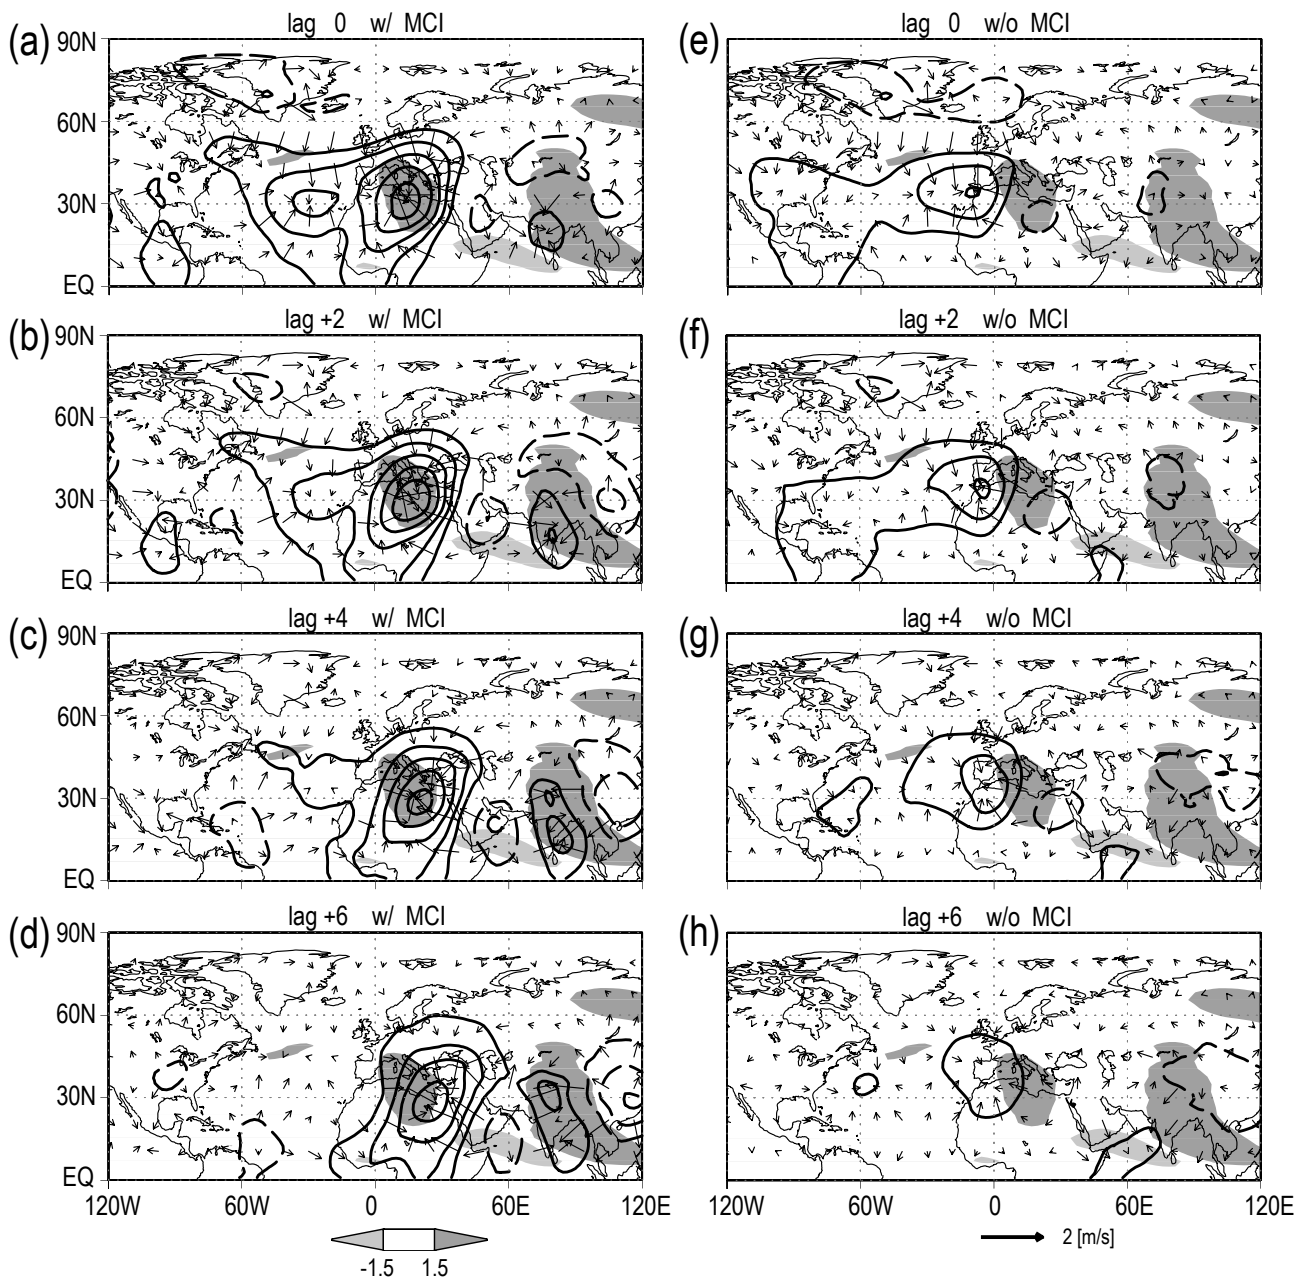 lag 0 w/ MCI
lag 0 w/o MCI
(a)
90N
60N
30N
EQ
(e)
lag +2 w/ MCI
lag +2 w/o MCI
(b)
90N
60N
30N
EQ
(f)
lag +4 w/ MCI
lag +4 w/o MCI
(c)
90N
60N
30N
EQ
(g)
lag +6 w/ MCI
lag +6 w/o MCI
(d)
90N
60N
30N
EQ
(h)
120W 60W 0 60E 120E
120W 60W 0 60E 120E
-1.5 1.5
2 [m/s]